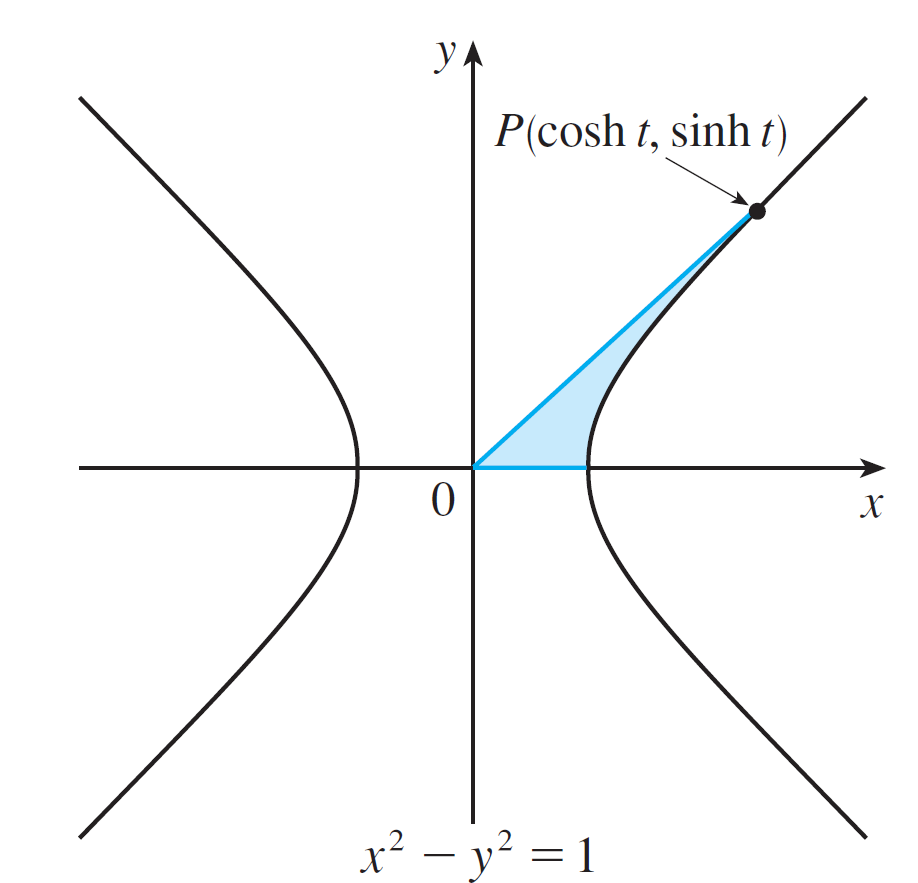 y
P(cosh t, sinh t)
0
x
x² − y² = 1